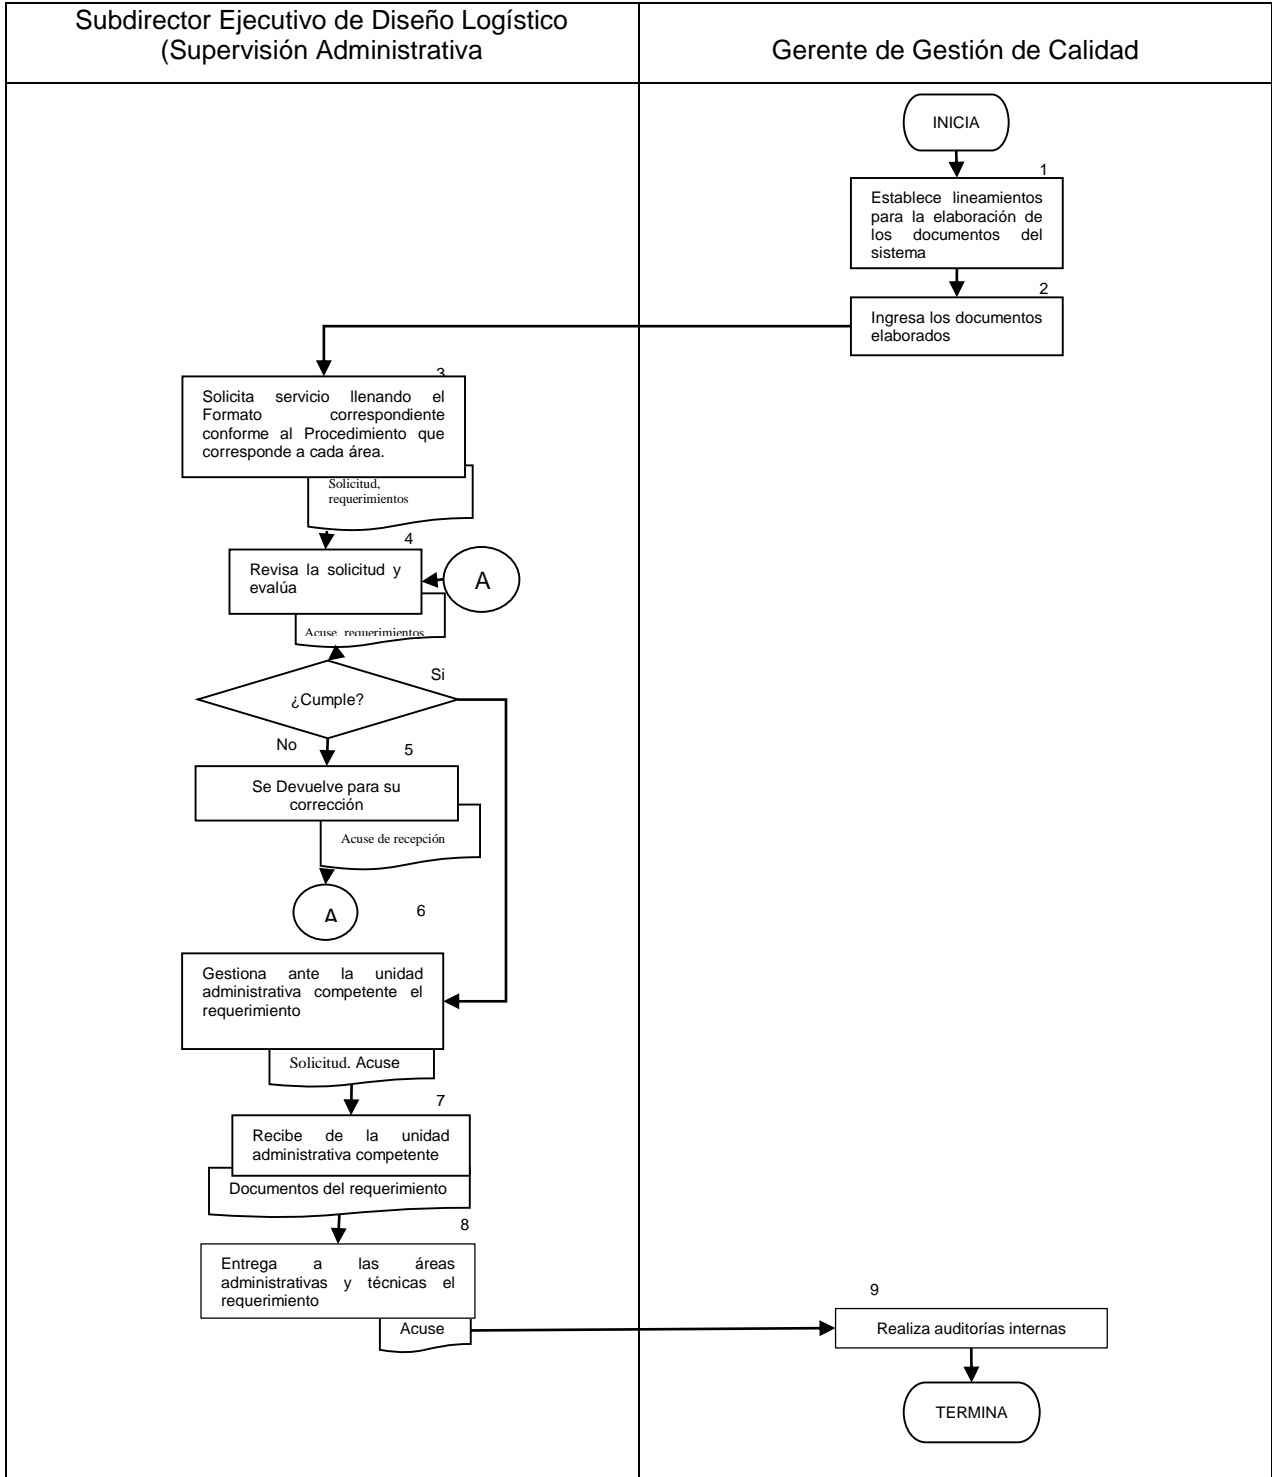 Subdirector Ejecutivo de Diseño Logístico
(Supervisión Administrativa
Gerente de Gestión de Calidad
INICIA
1
Establece lineamientos
para la elaboración de
los documentos del
sistema
2
Ingresa los documentos
elaborados
3
Solicita servicio llenando el
Formato correspondiente
conforme al Procedimiento que
corresponde a cada área.
Solicitud,
requerimientos
4
Revisa la solicitud y
evalúa
A
Acuse requerimientos
¿Cumple?
Si
No
5
Se Devuelve para su
corrección
Acuse de recepción
A
6
Gestiona ante la unidad
administrativa competente el
requerimiento
Solicitud. Acuse
7
Recibe de la unidad
administrativa competente
Documentos del requerimiento
8
Entrega a las áreas
administrativas y técnicas el
requerimiento
Acuse
9
Realiza auditorías internas
TERMINA